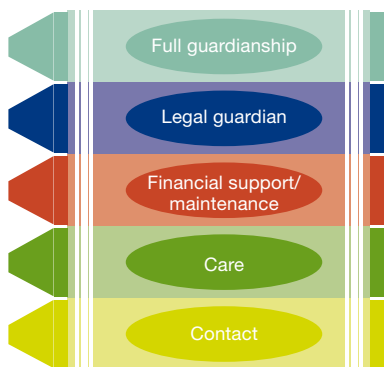 Full guardianship
Legal guardian
Financial support/
maintenance
Care
Contact